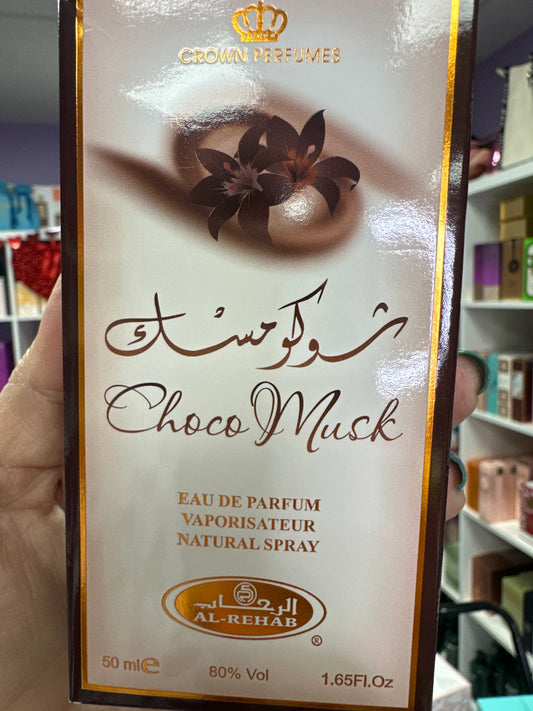 CROWN PERFUMES
شوكو مسك
Choco Musk
EAU DE PARFUM
VAPORISATEUR
NATURAL SPRAY
الرحاب
AL-REHAB
®
50 ml e 80% Vol 1.65Fl.Oz